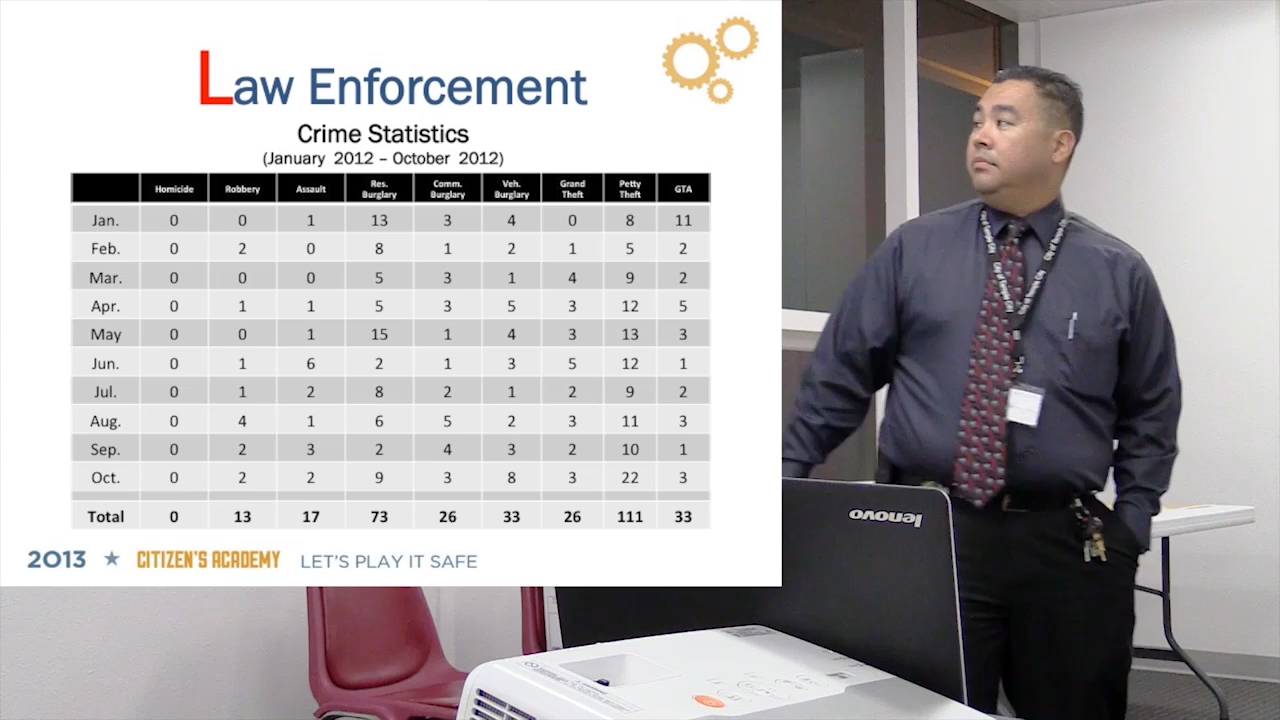 Law Enforcement
Crime Statistics
(January 2012 – October 2012)
Homicide Robbery Assault Res. Burglary Comm. Burglary Veh. Burglary Grand Theft Petty Theft GTA
Jan. 0 0 1 13 3 4 0 8 11
Feb. 0 2 0 8 1 2 1 5 2
Mar. 0 0 0 5 3 1 4 9 2
Apr. 0 1 1 5 3 5 3 12 5
May 0 0 1 15 1 4 3 13 3
Jun. 0 1 6 2 1 3 5 12 1
Jul. 0 1 2 8 2 1 2 9 2
Aug. 0 4 1 6 5 2 3 11 3
Sep. 0 2 3 2 4 3 2 10 1
Oct. 0 2 2 9 3 8 3 22 3
Total 0 13 17 73 26 33 26 111 33
2013 ★ CITIZEN'S ACADEMY LET'S PLAY IT SAFE
lenovo